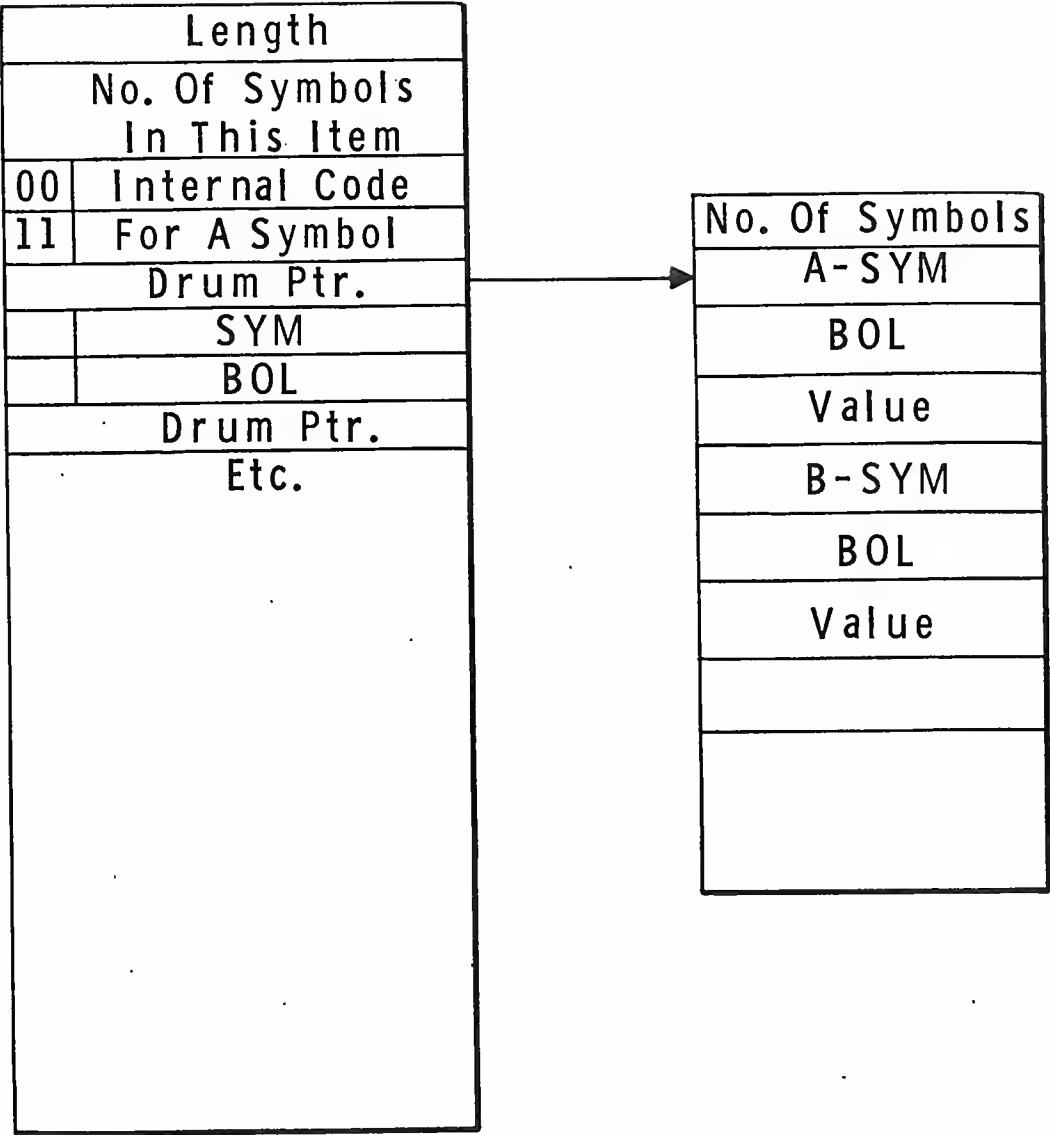 Length
No. Of Symbols
In This Item
00 Internal Code
11 For A Symbol
Drum Ptr.
SYM
BOL
Drum Ptr.
Etc.
No. Of Symbols
A-SYM
BOL
Value
B-SYM
BOL
Value